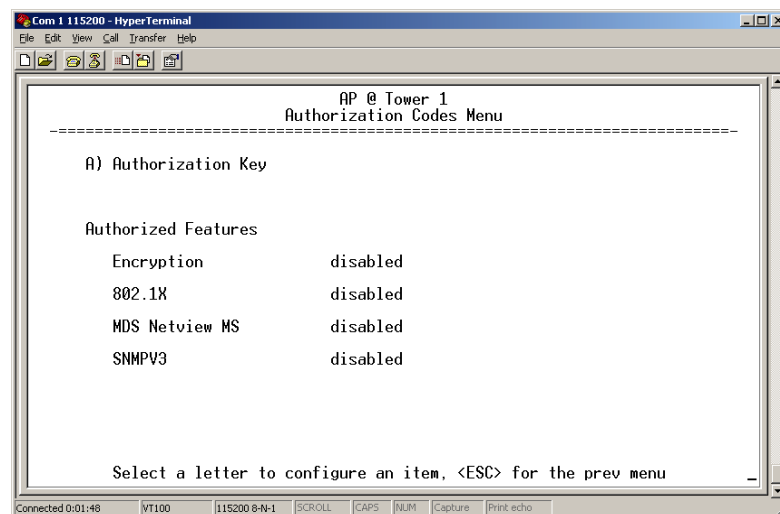 Com 1 115200 - HyperTerminal
File Edit View Call Transfer Help
AP @ Tower 1
Authorization Codes Menu
-==========================================================================-
A) Authorization Key
Authorized Features
Encryption disabled
802.1X disabled
MDS Netview MS disabled
SNMPV3 disabled
Select a letter to configure an item, <ESC> for the prev menu _
Connected 0:01:48 VT100 115200 8-N-1 SCROLL CAPS NUM Capture Print echo